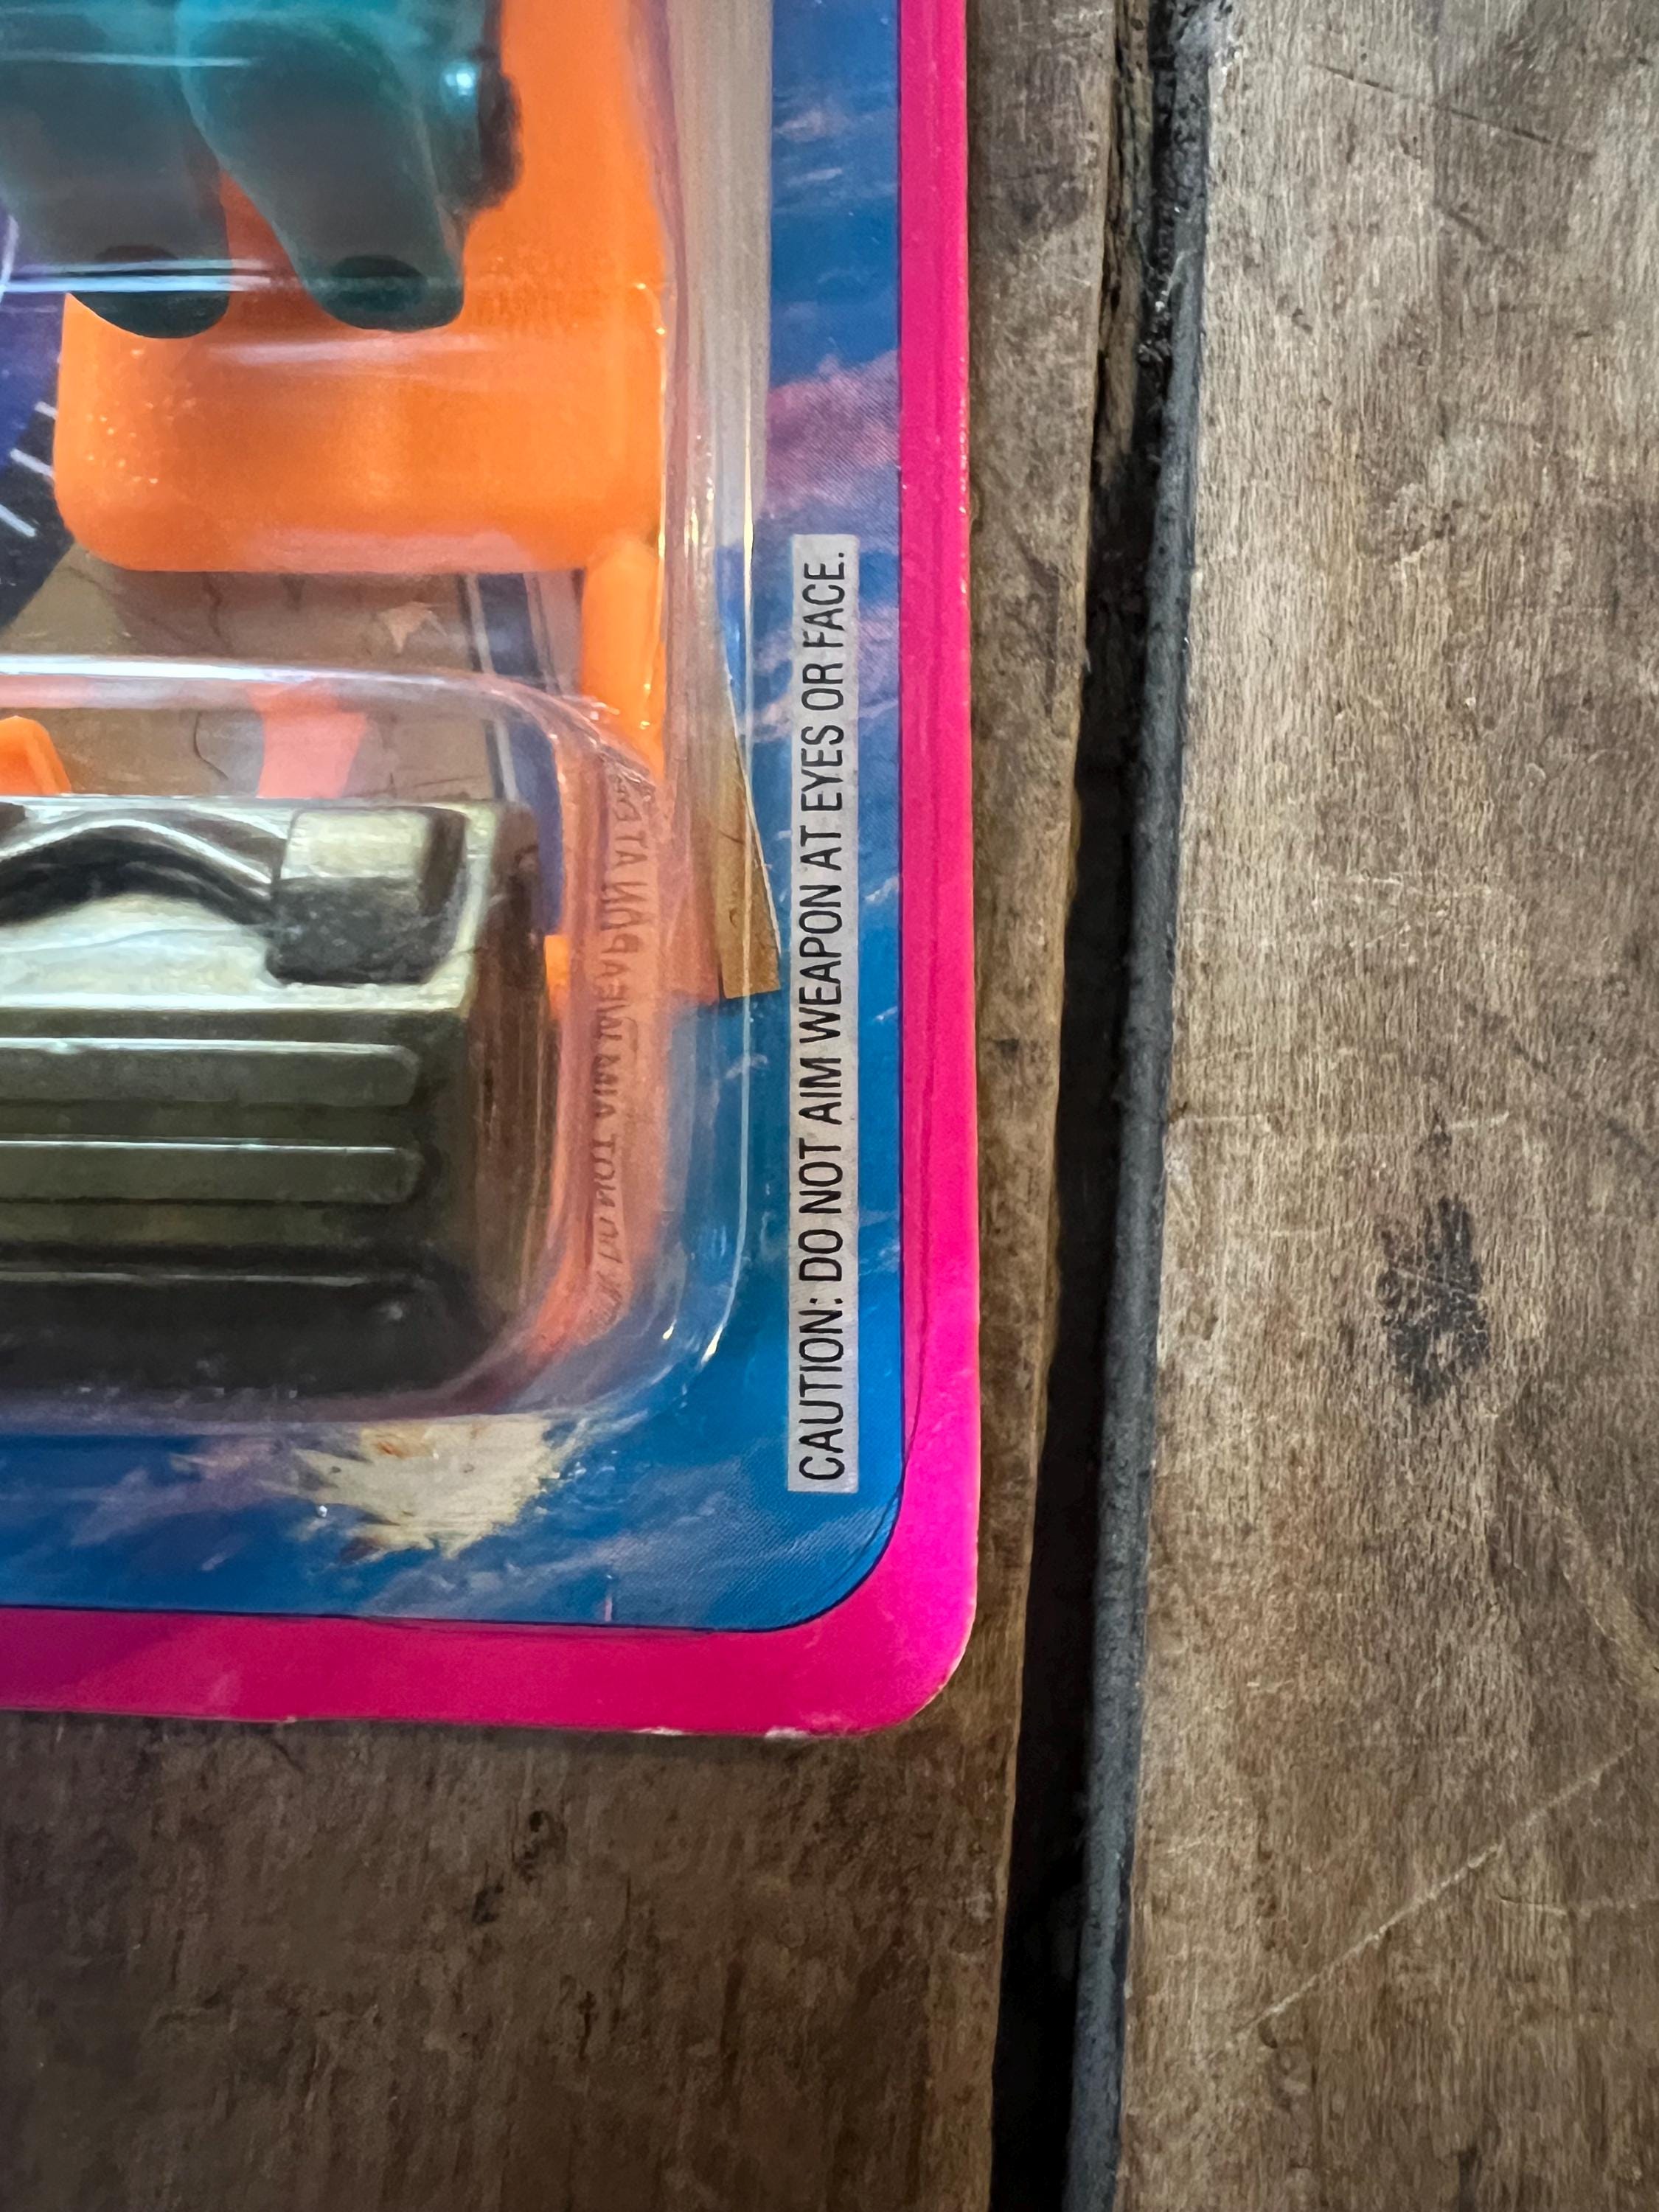 CAUTION: DO NOT AIM WEAPON AT EYES OR FACE.